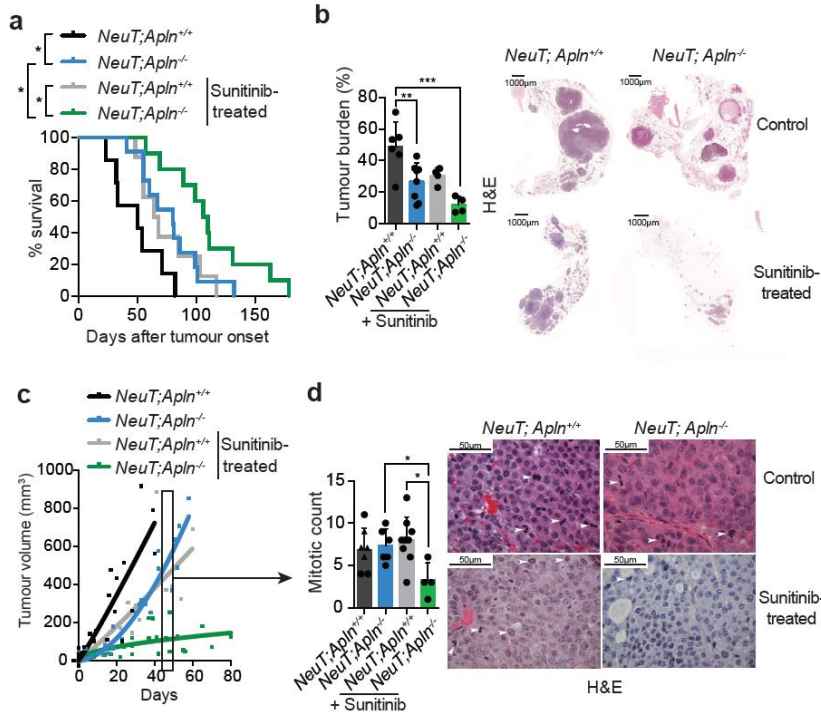 a
* NeuT;Apln+/+
* NeuT;Apln-/-
* NeuT;Apln+/+
NeuT;Apln-/-
Sunitinib-
treated
% survival
100
80
60
40
20
0
0 50 100 150
Days after tumour onset
b
Tumour burden (%)
80
60
40
20
0
***
**
NeuT;Apln+/+
NeuT;Apln-/-
NeuT;Apln+/+
NeuT;Apln-/-
+ Sunitinib
H&E
NeuT; Apln+/+ NeuT; Apln-/-
1000µm 1000µm
Control
1000µm 1000µm
Sunitinib-
treated
c
NeuT;Apln+/+
NeuT;Apln-/-
NeuT;Apln+/+
NeuT;Apln-/-
Sunitinib-
treated
Tumour volume (mm³)
1000
800
600
400
200
0
0 20 40 60 80
Days
d
Mitotic count
15
10
5
0
*
*
NeuT;Apln+/+
NeuT;Apln-/-
NeuT;Apln+/+
NeuT;Apln-/-
+ Sunitinib
NeuT; Apln+/+ NeuT; Apln-/-
50µm 50µm
Control
50µm 50µm
Sunitinib-
treated
H&E